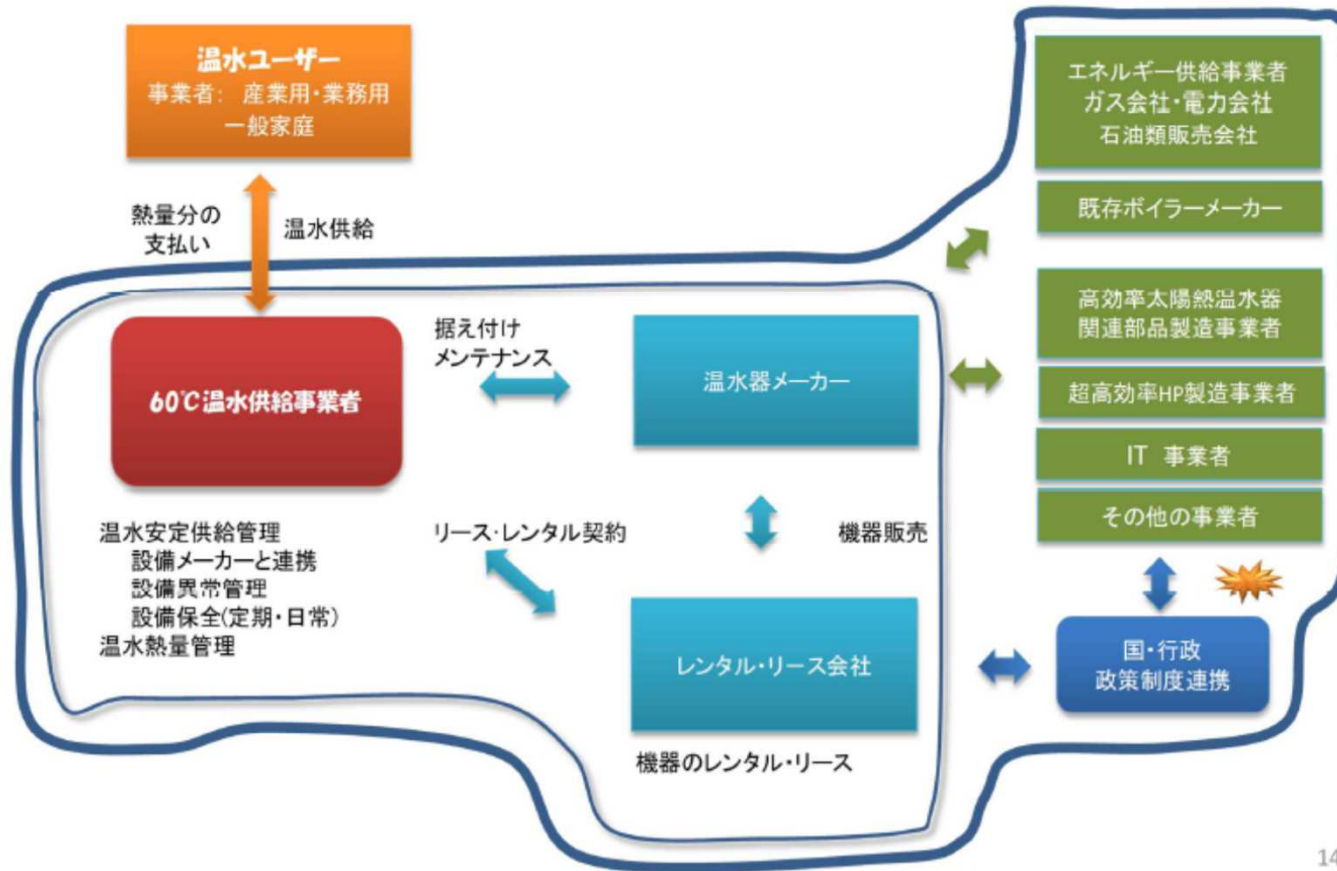 温水ユーザー
事業者： 産業用・業務用
一般家庭
熱量分の
支払い
温水供給
60℃温水供給事業者
温水安定供給管理
設備メーカーと連携
設備異常管理
設備保全(定期・日常)
温水熱量管理
据え付け
メンテナンス
温水器メーカー
リース・レンタル契約
機器販売
レンタル・リース会社
機器のレンタル・リース
エネルギー供給事業者
ガス会社・電力会社
石油類販売会社
既存ボイラーメーカー
高効率太陽熱温水器
関連部品製造事業者
超高効率HP製造事業者
IT 事業者
その他の事業者
国・行政
政策制度連携
14